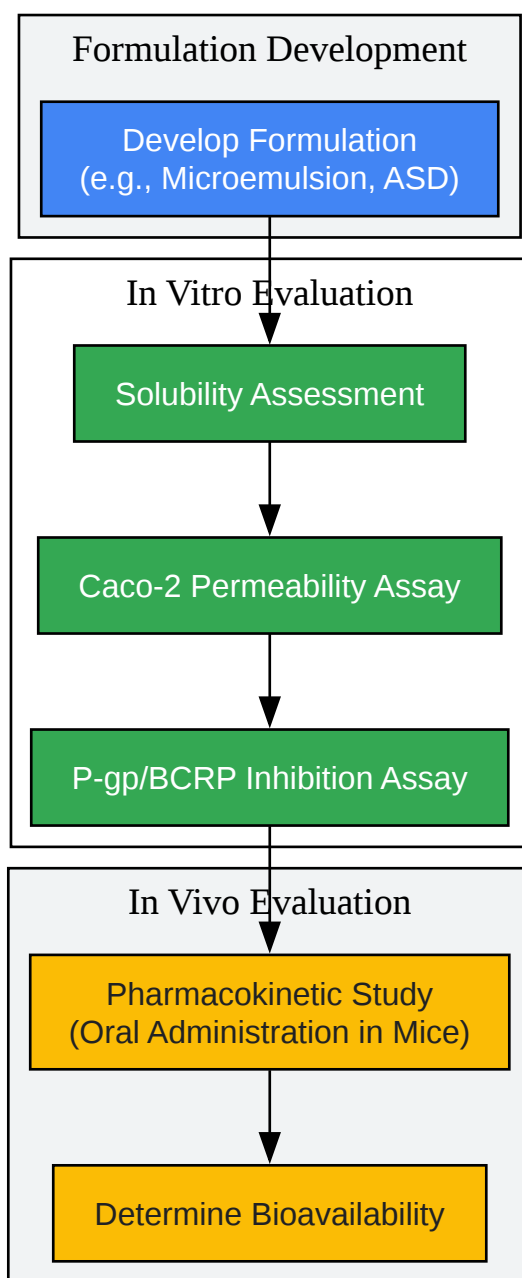 Formulation Development
Develop Formulation
(e.g., Microemulsion, ASD)
In Vitro Evaluation
Solubility Assessment
Caco-2 Permeability Assay
P-gp/BCRP Inhibition Assay
In Vivo Evaluation
Pharmacokinetic Study
(Oral Administration in Mice)
Determine Bioavailability